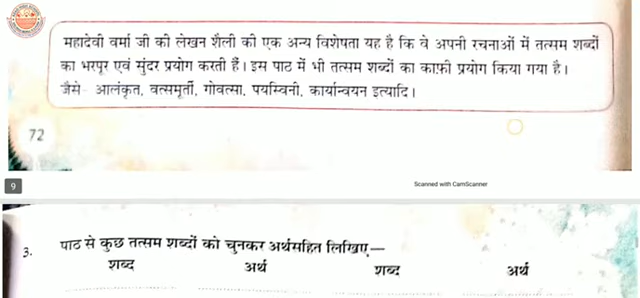 महादेवी वर्मा जी की लेखन शैली की एक अन्य विशेषता यह है कि वे अपनी रचनाओं में तत्सम शब्दों
का भरपूर एवं सुंदर प्रयोग करती हैं। इस पाठ में भी तत्सम शब्दों का काफ़ी प्रयोग किया गया है।
जैसे- आलंकृत, वत्समूर्ती, गोवत्सा, पयस्विनी, कार्यान्वयन इत्यादि।
72
9
Scanned with CamScanner
3. पाठ से कुछ तत्सम शब्दों को चुनकर अर्थसहित लिखिए—
शब्द अर्थ शब्द अर्थ